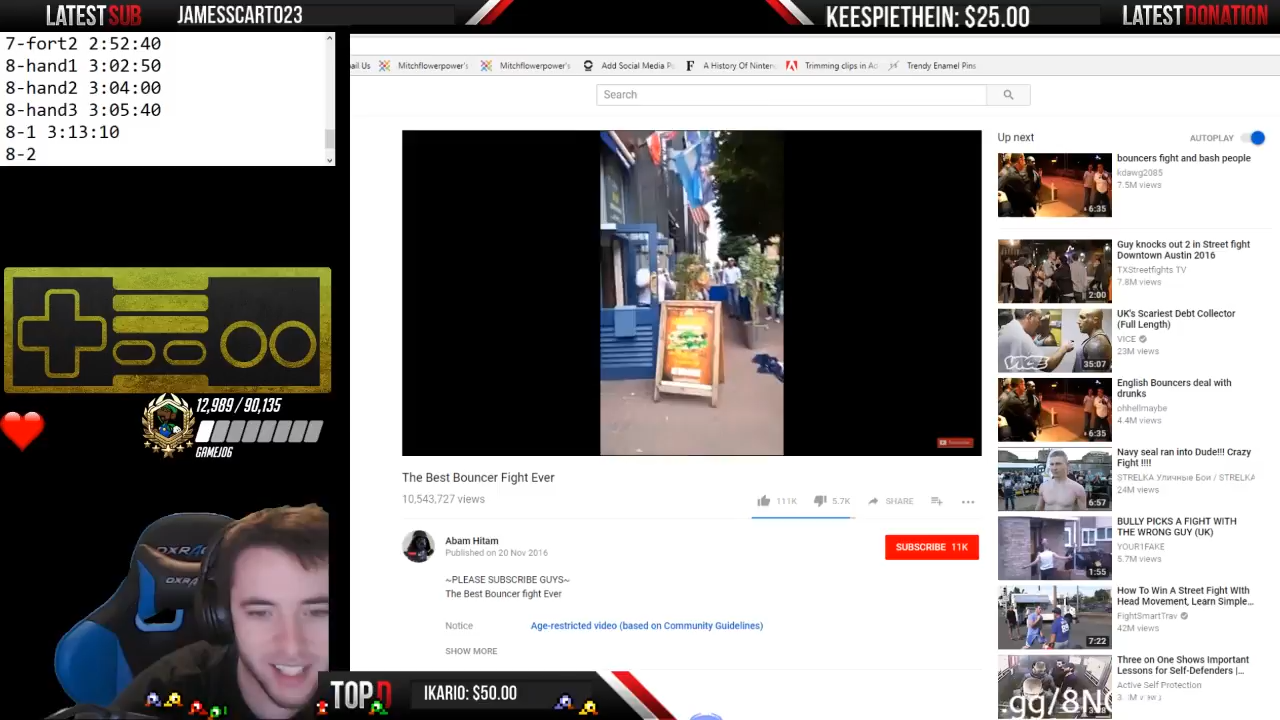 LATEST SUB
JAMESSCARTO23
KEESPIETHEIN: $25.00
LATEST DONATION
7-fort2 2:52:40
8-hand1 3:02:50
8-hand2 3:04:00
8-hand3 3:05:40
8-1 3:13:10
8-2
ail Us
Mitchflowerpower's
Mitchflowerpower's
Add Social Media
A History Of Ninten
Trimming clips in
Trendy Enamel Pins
Search
Up next
AUTOPLAY
bouncers fight and bash people
kdawg2085
7.5M views
6:35
Guy knocks out 2 in Street fight
Downtown Austin 2016
TXStreetfights TV
7.8M views
2:00
UK's Scariest Debt Collector
(Full Length)
VICE
23M views
VICE
35:07
English Bouncers deal with
drunks
ohhellmaybe
4.4M views
6:35
Navy seal ran into Dude!!! Crazy
Fight !!!!
STRELKA Уличные Бои / STRELKA
24M views
6:57
BULLY PICKS A FIGHT WITH
THE WRONG GUY (UK)
YOUR1FAKE
5.7M views
1:55
How To Win A Street Fight WIth
Head Movement, Learn Simple...
FightSmartTrav
42M views
7:22
Three on One Shows Important
Lessons for Self-Defenders |...
Active Self Protection
The Best Bouncer Fight Ever
10,543,727 views
111K
5.7K
SHARE
Abam Hitam
Published on 20 Nov 2016
SUBSCRIBE 11K
~PLEASE SUBSCRIBE GUYS~
The Best Bouncer fight Ever
Notice
Age-restricted video (based on Community Guidelines)
SHOW MORE
12,989 / 90,135
GAMEJ06
DXRACER
TOP D
IKARIO: $50.00